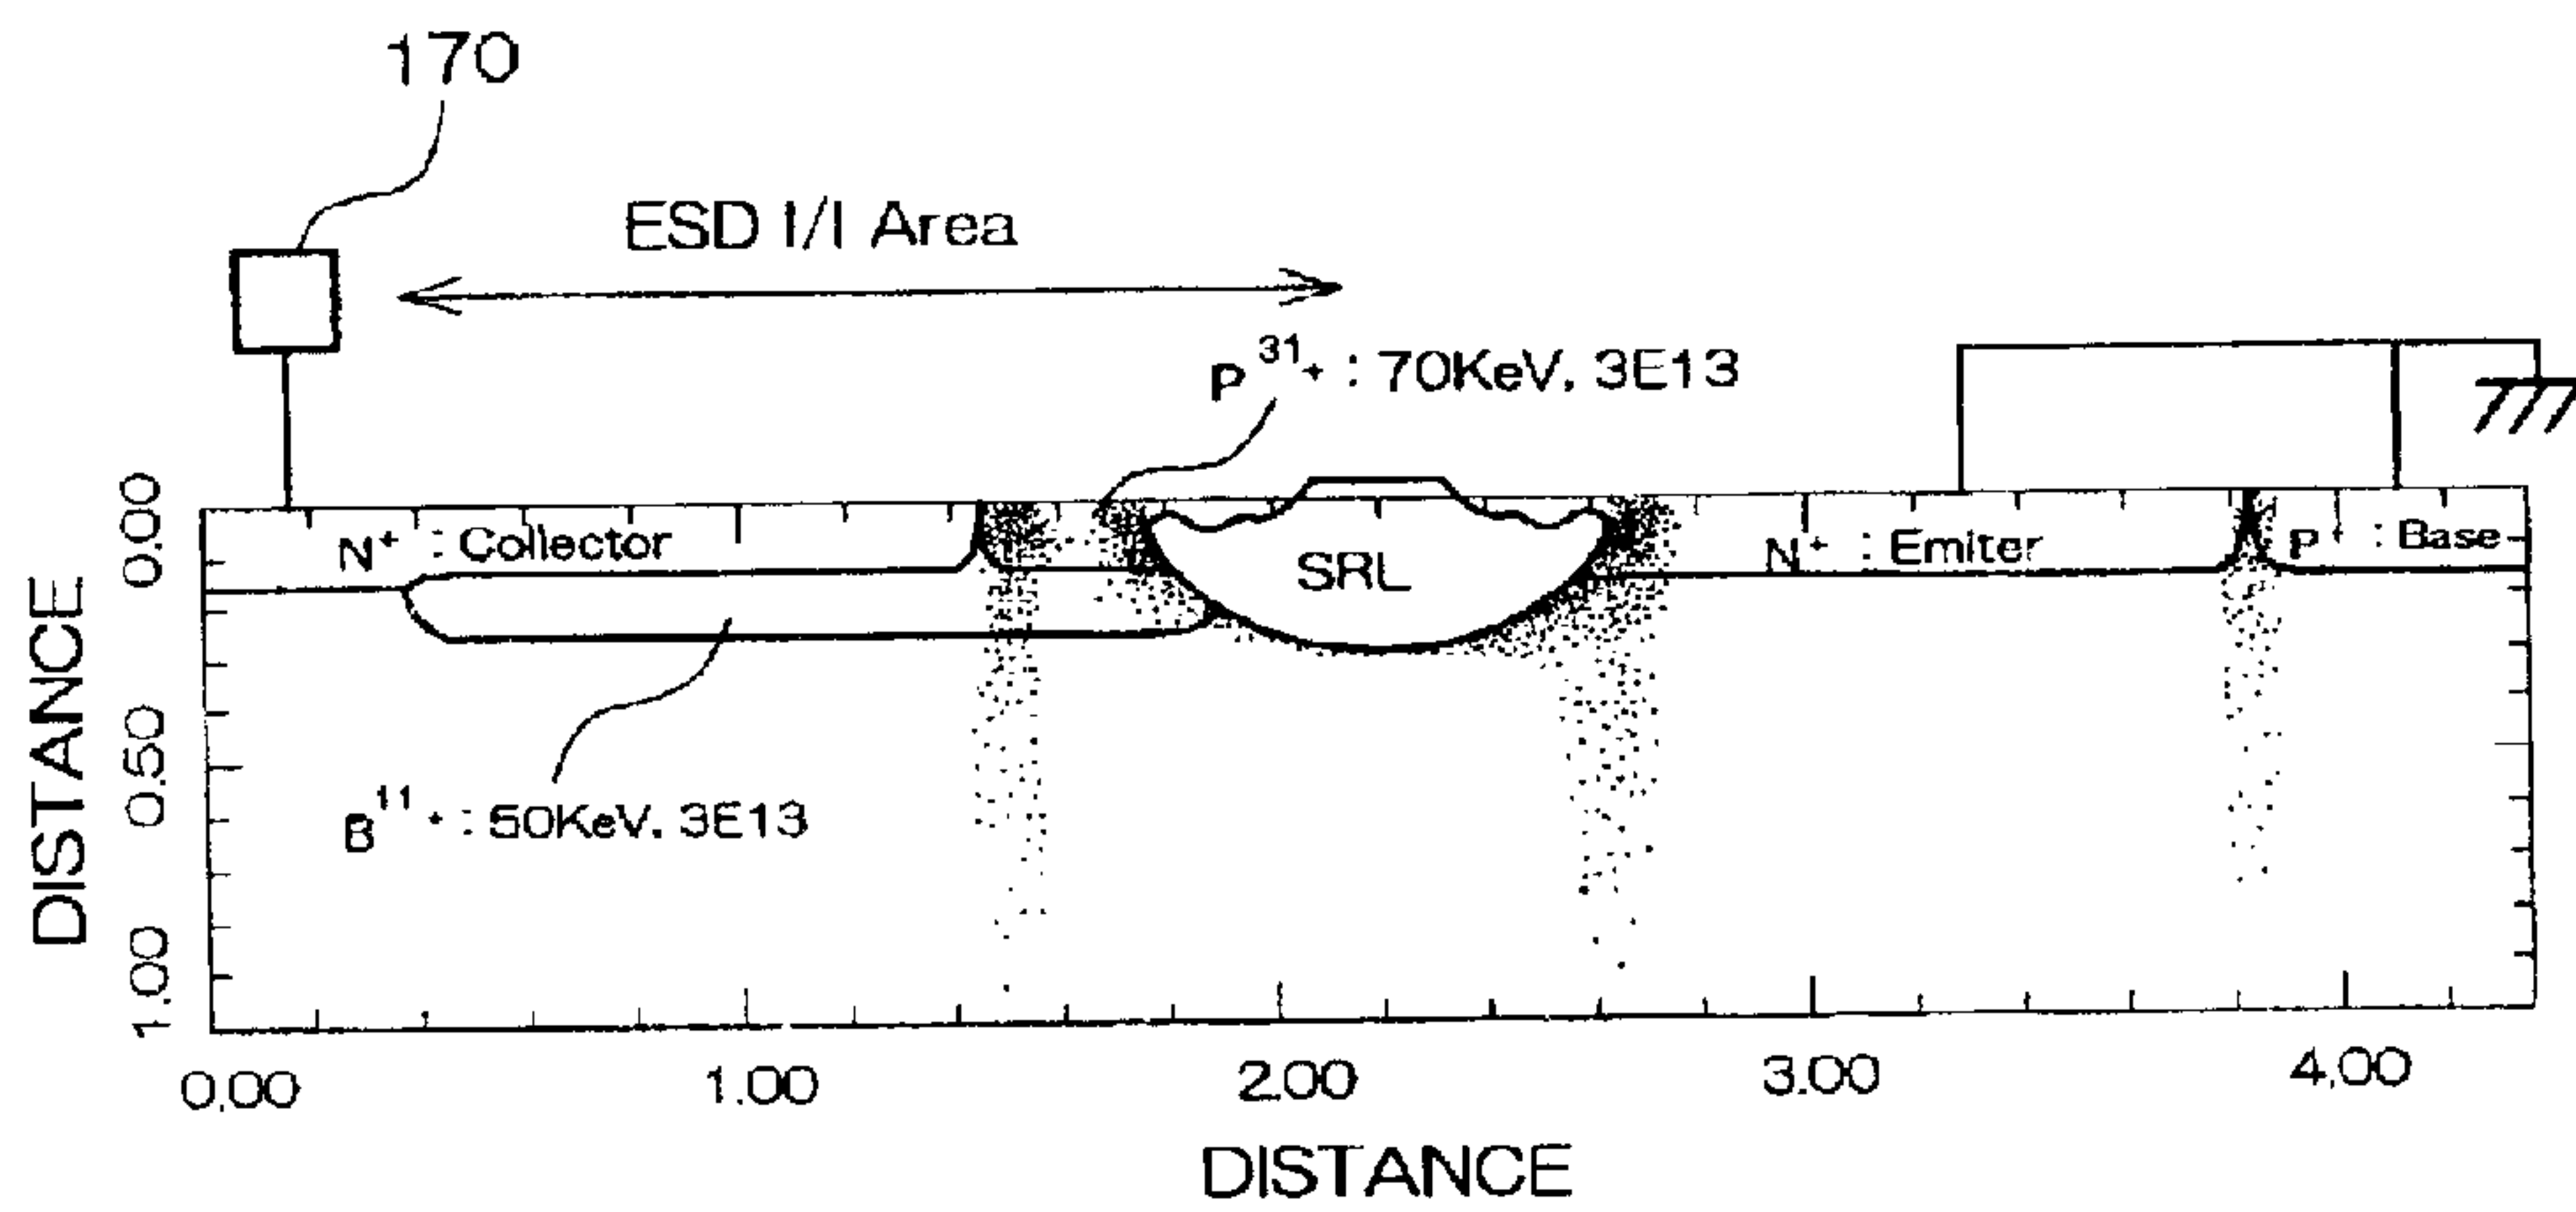 170
ESD I/I Area
P³¹⁺ : 70KeV. 3E13
N⁺ : Collector
SRL
N⁺ : Emiter
P⁺ : Base
B¹¹⁺ : 50KeV. 3E13
DISTANCE
0.00
0.50
1.00
0.00 1.00 2.00 3.00 4.00
DISTANCE